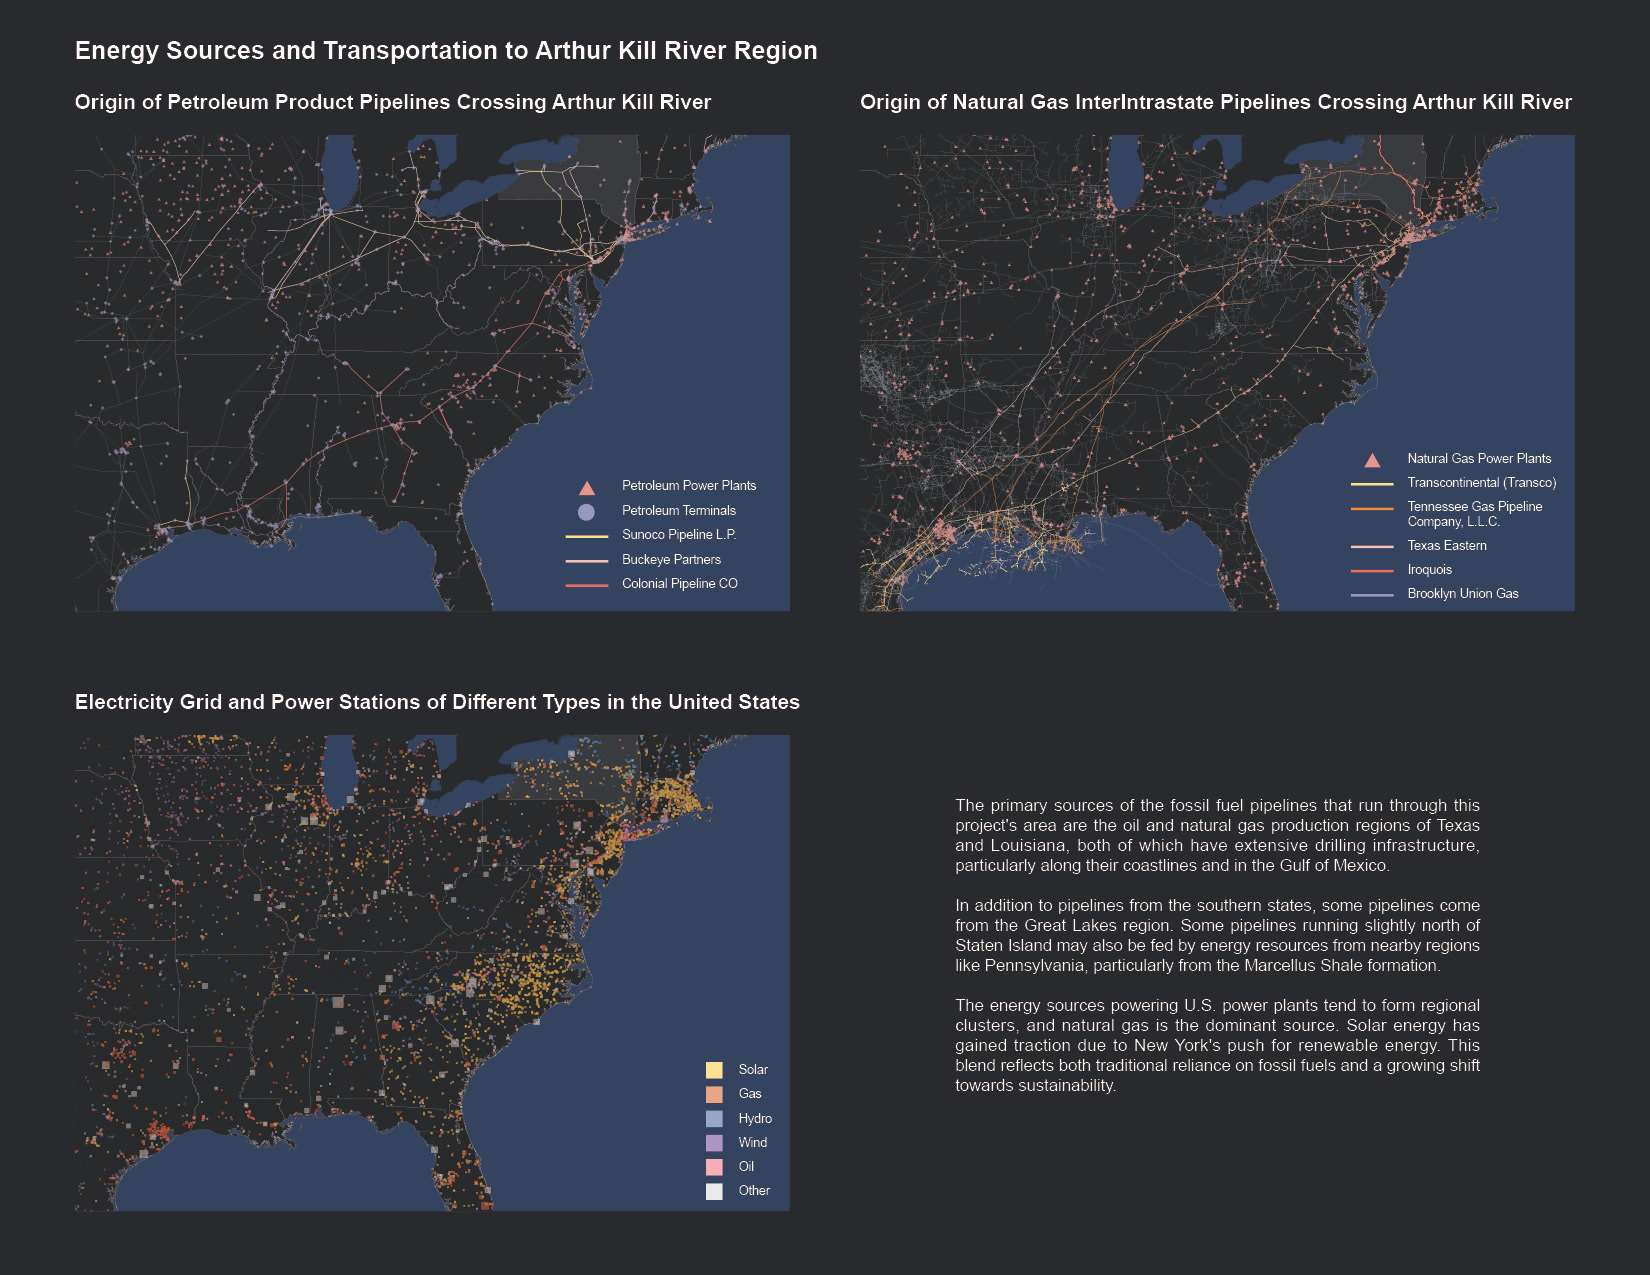 Energy Sources and Transportation to Arthur Kill River Region
Origin of Petroleum Product Pipelines Crossing Arthur Kill River
Petroleum Power Plants
Petroleum Terminals
Sunoco Pipeline L.P.
Buckeye Partners
Colonial Pipeline CO
Origin of Natural Gas InterIntrastate Pipelines Crossing Arthur Kill River
Natural Gas Power Plants
Transcontinental (Transco)
Tennessee Gas Pipeline
Company, L.L.C.
Texas Eastern
Iroquois
Brooklyn Union Gas
Electricity Grid and Power Stations of Different Types in the United States
Solar
Gas
Hydro
Wind
Oil
Other
The primary sources of the fossil fuel pipelines that run through this
project's area are the oil and natural gas production regions of Texas
and Louisiana, both of which have extensive drilling infrastructure,
particularly along their coastlines and in the Gulf of Mexico.
In addition to pipelines from the southern states, some pipelines come
from the Great Lakes region. Some pipelines running slightly north of
Staten Island may also be fed by energy resources from nearby regions
like Pennsylvania, particularly from the Marcellus Shale formation.
The energy sources powering U.S. power plants tend to form regional
clusters, and natural gas is the dominant source. Solar energy has
gained traction due to New York's push for renewable energy. This
blend reflects both traditional reliance on fossil fuels and a growing shift
towards sustainability.